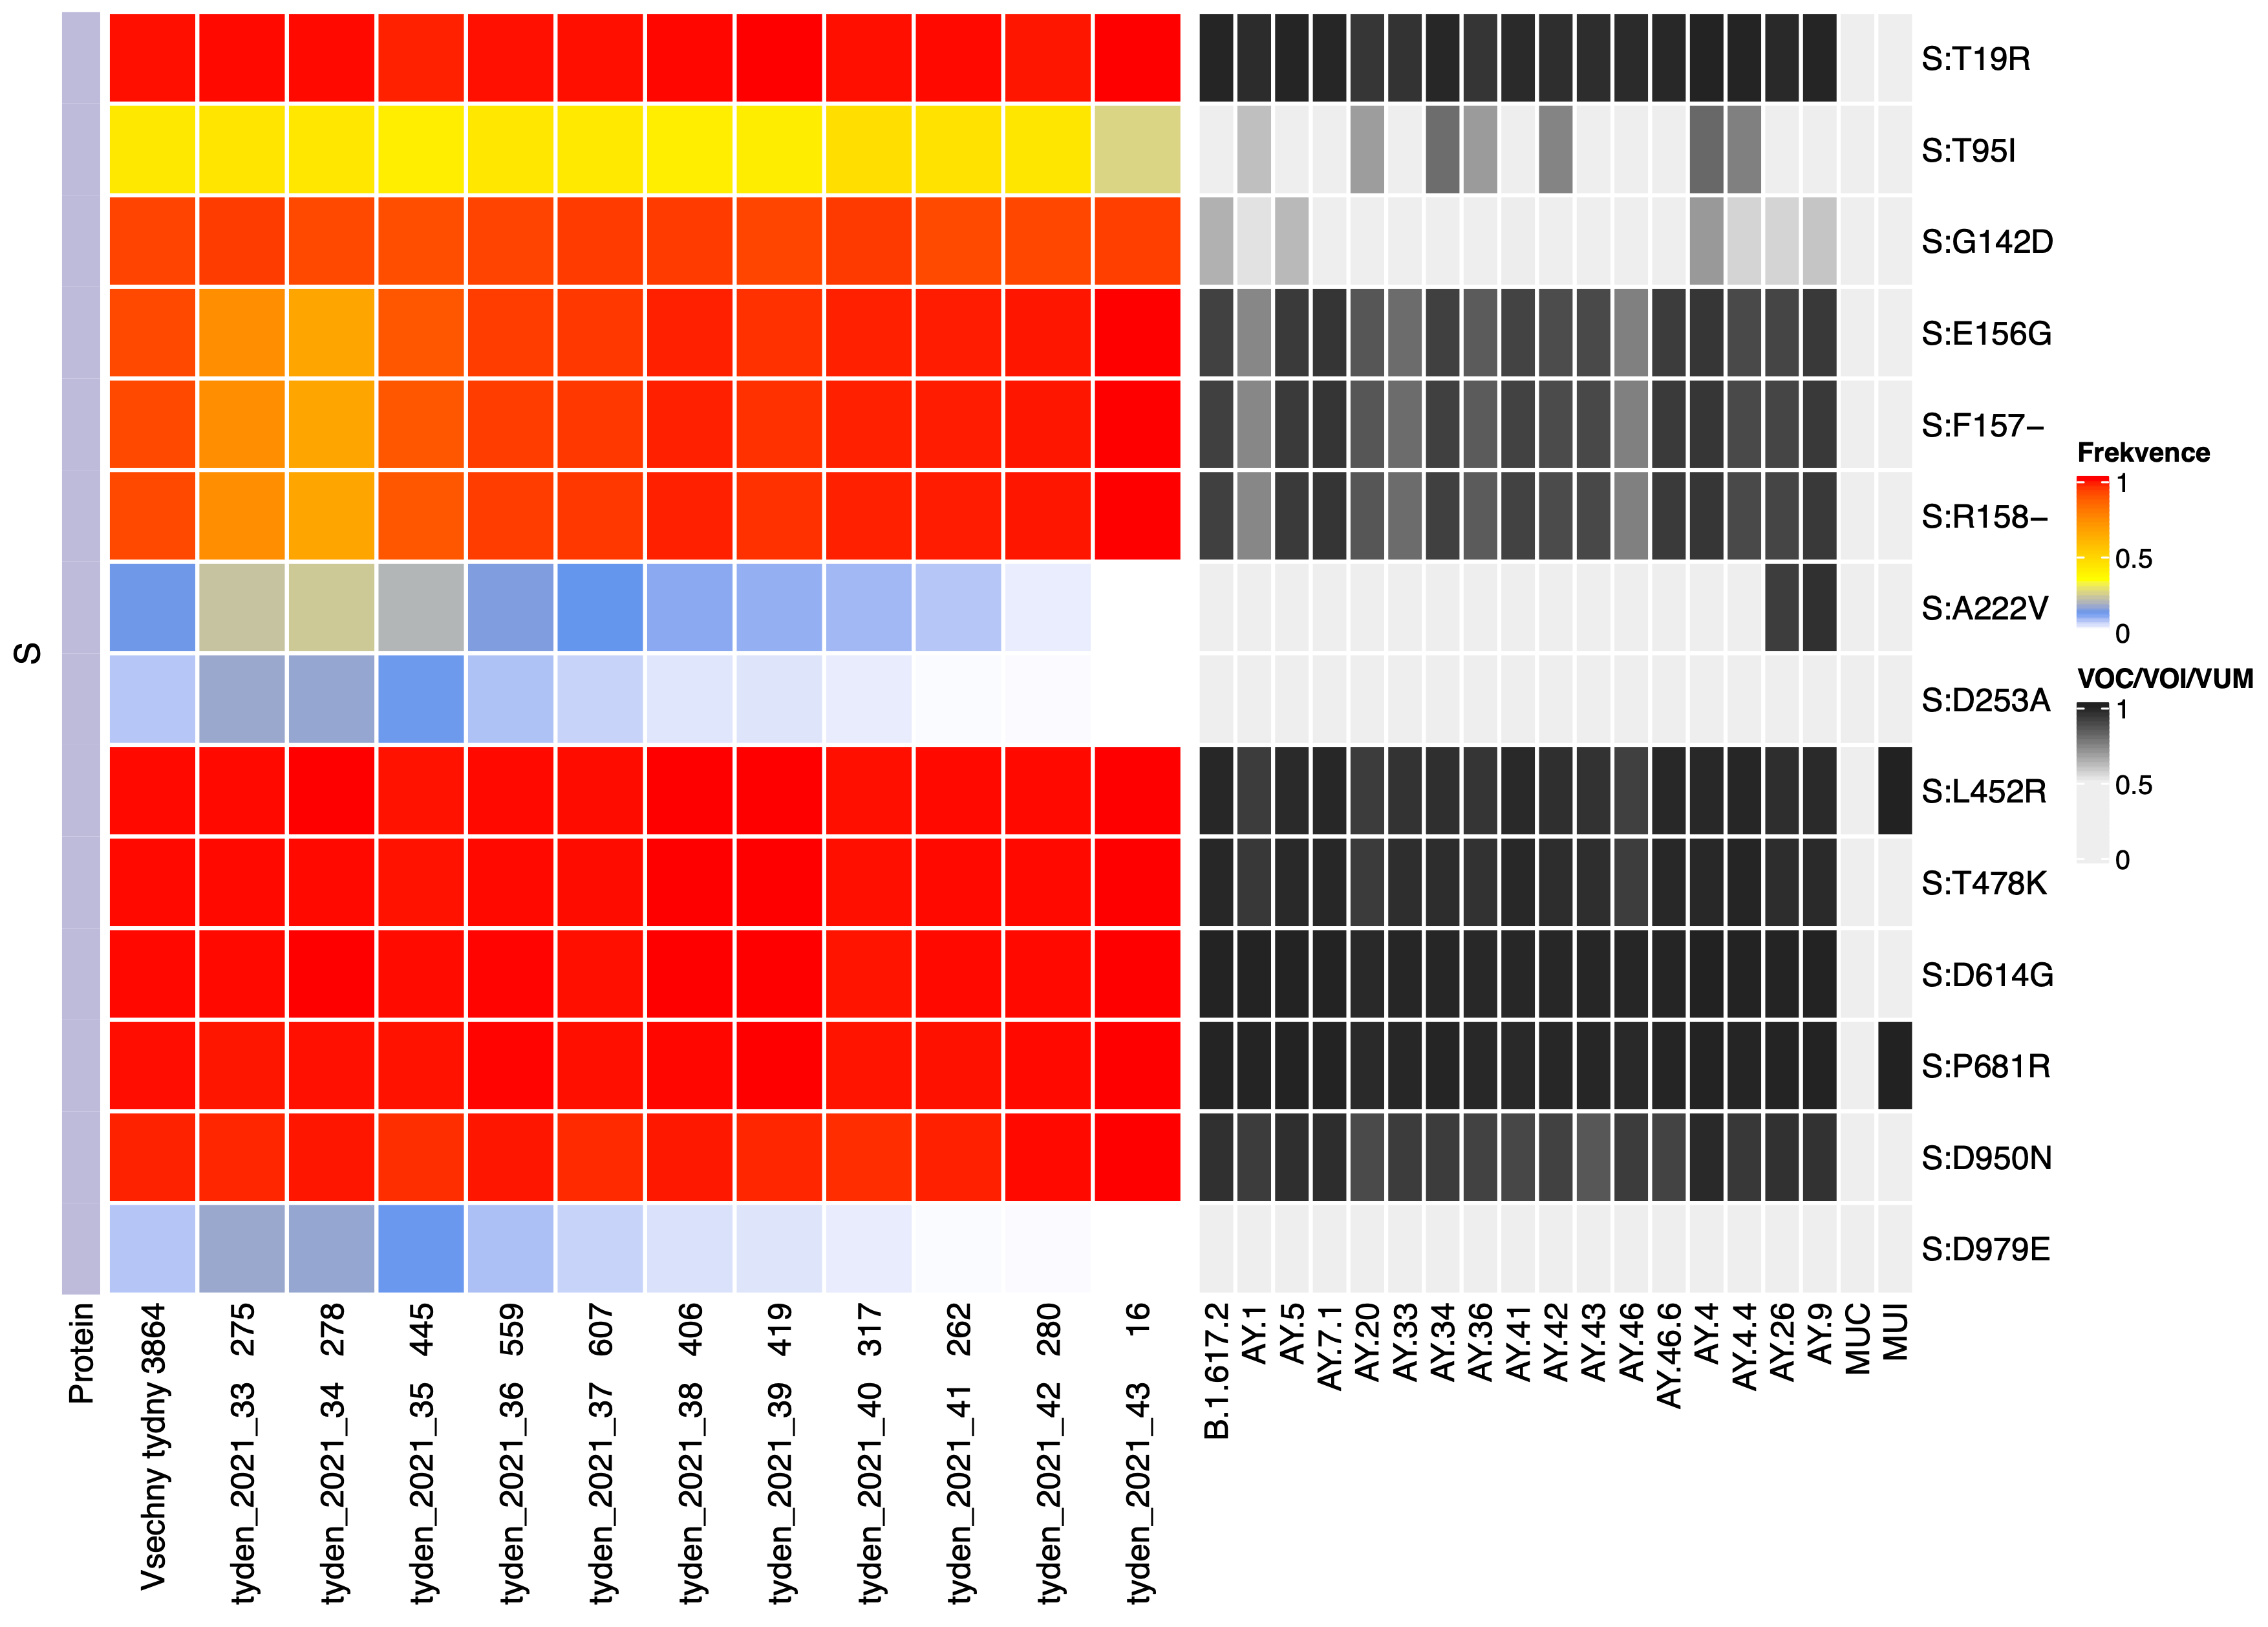 S
S:T19R
S:T95I
S:G142D
S:E156G
S:F157–
S:R158–
S:A222V
S:D253A
S:L452R
S:T478K
S:D614G
S:P681R
S:D950N
S:D979E
Protein
Vsechny tydny 3864
tyden_2021_33 275
tyden_2021_34 278
tyden_2021_35 445
tyden_2021_36 559
tyden_2021_37 607
tyden_2021_38 406
tyden_2021_39 419
tyden_2021_40 317
tyden_2021_41 262
tyden_2021_42 280
tyden_2021_43 16
B.1.617.2
AY.1
AY.5
AY.7.1
AY.20
AY.33
AY.34
AY.36
AY.41
AY.42
AY.43
AY.46
AY.46.6
AY.4
AY.4.4
AY.26
AY.9
MUC
MUI
Frekvence
1
0.5
0
VOC/VOI/VUM
1
0.5
0